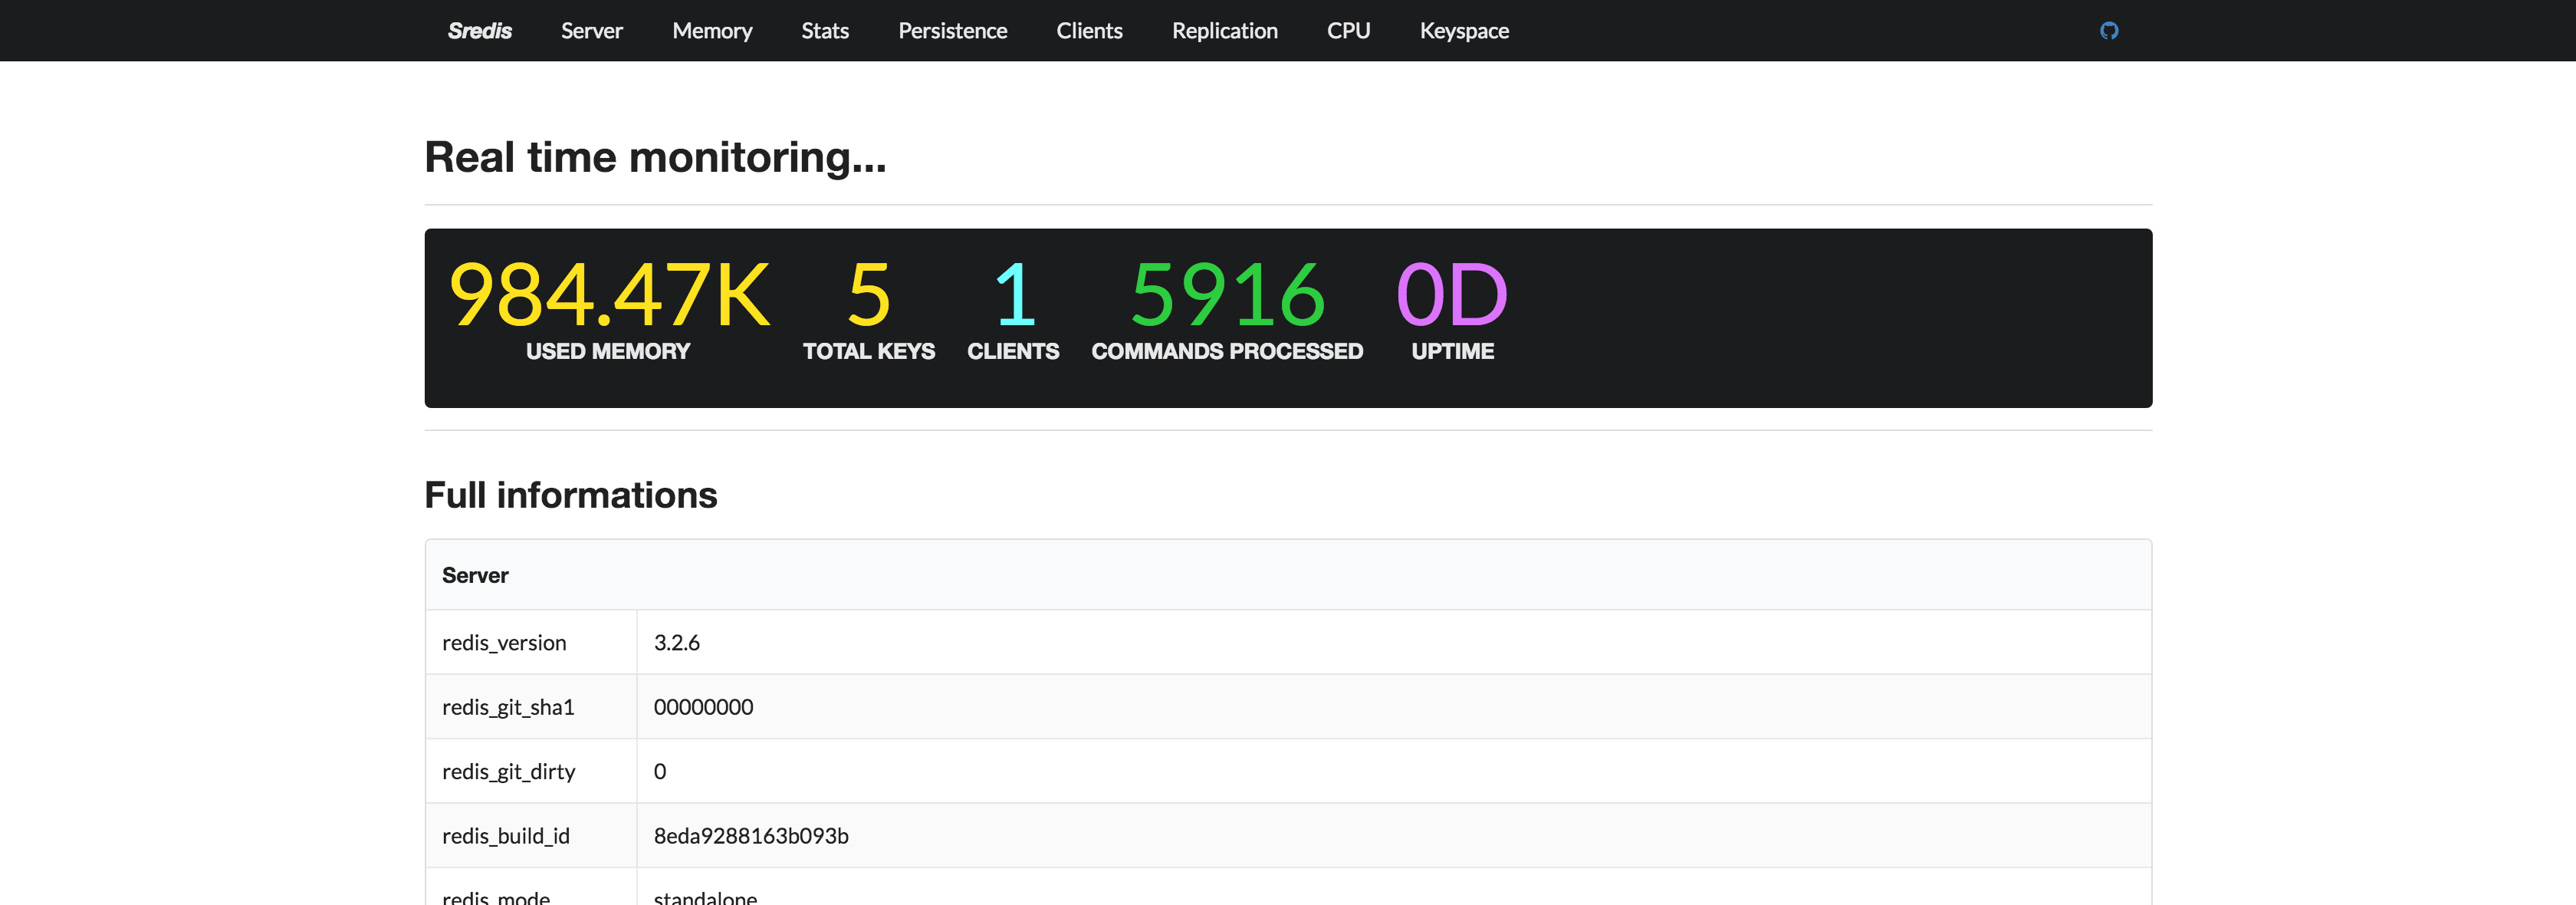 Sredis Server Memory Stats Persistence Clients Replication CPU Keyspace
Real time monitoring...
984.47K 5 1 5916 0D
USED MEMORY TOTAL KEYS CLIENTS COMMANDS PROCESSED UPTIME
Full informations
Server
redis_version 3.2.6
redis_git_sha1 00000000
redis_git_dirty 0
redis_build_id 8eda9288163b093b
redis_mode standalone